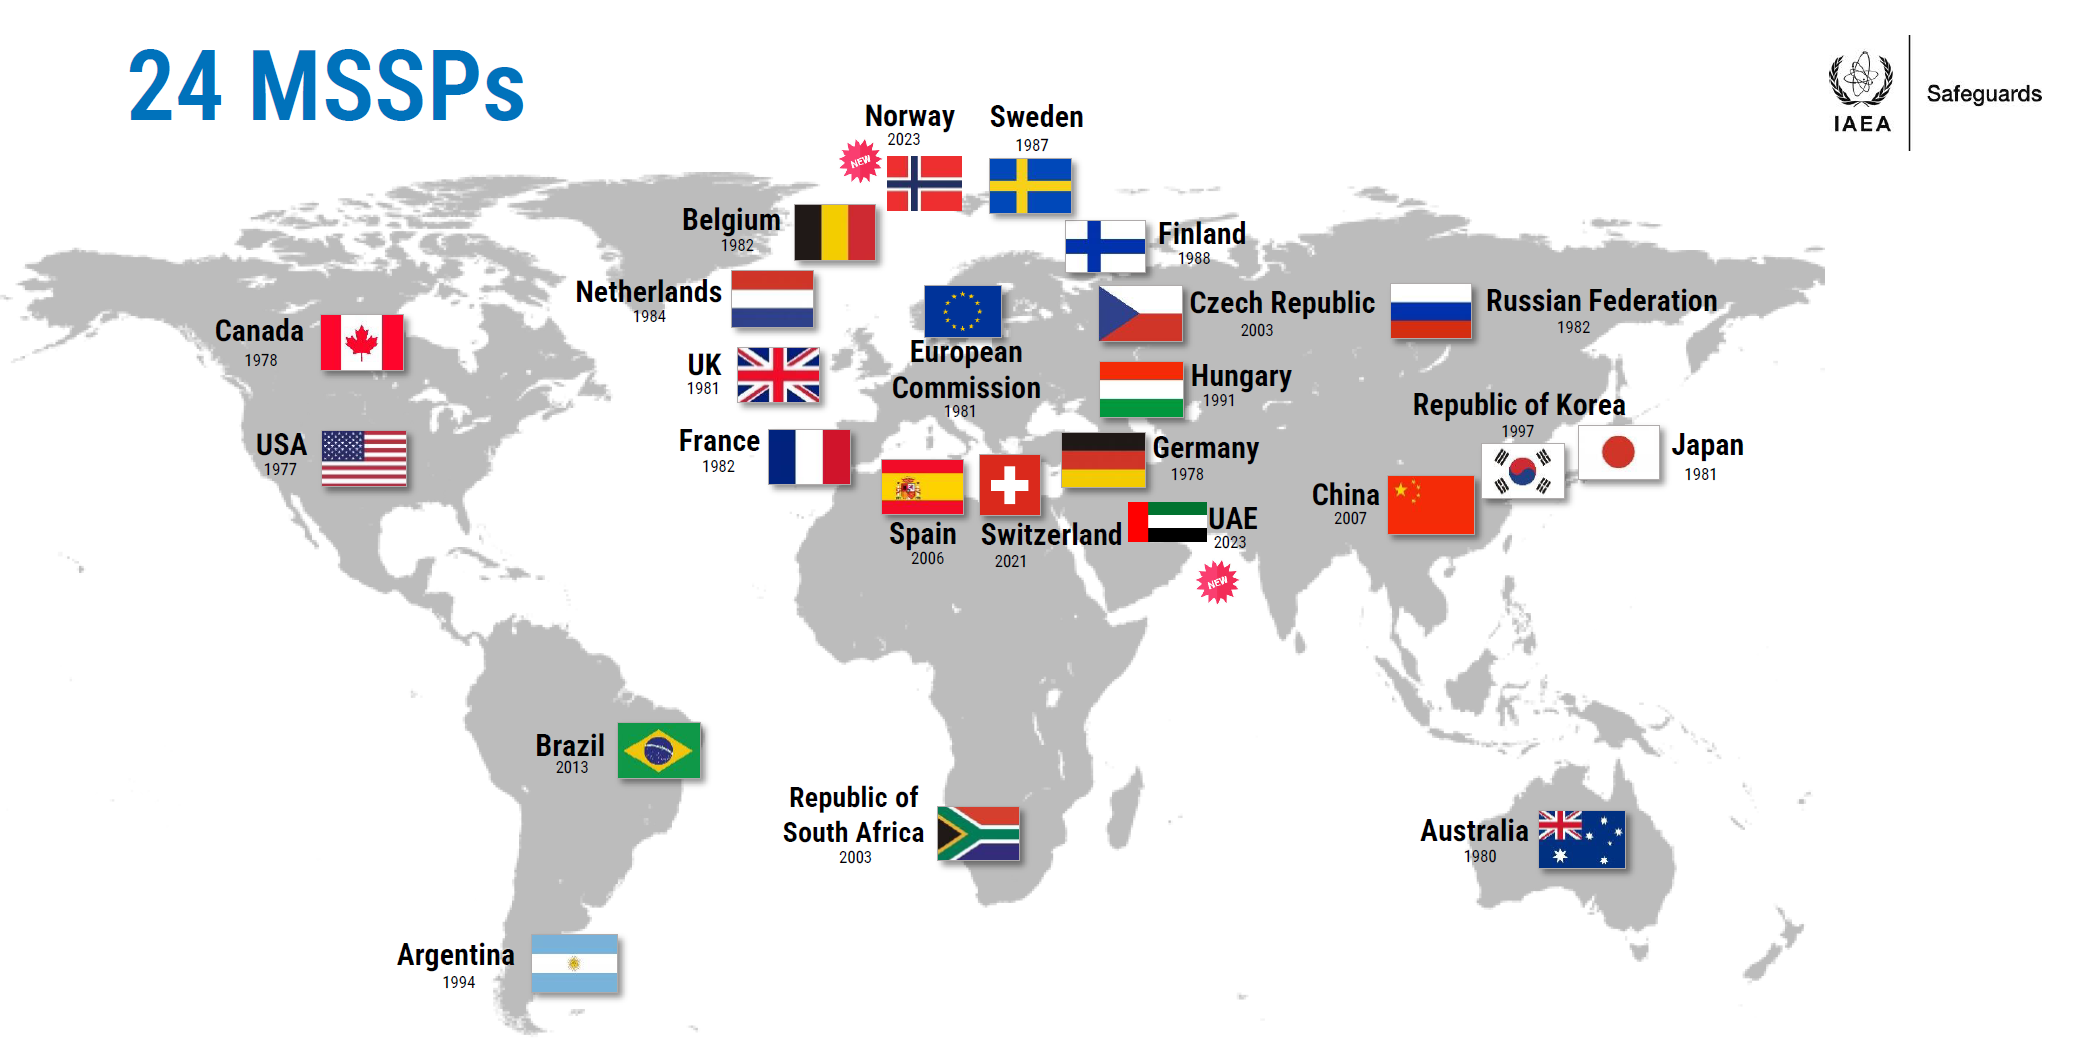 24 MSSPs
IAEA
Safeguards
Norway
2023
NEW
Sweden
1987
Belgium
1982
Finland
1988
Netherlands
1984
Canada
1978
European
Commission
1981
Czech Republic
2003
Russian Federation
1982
UK
1981
Hungary
1991
Republic of Korea
1997
USA
1977
France
1982
Germany
1978
Japan
1981
China
2007
Spain
2006
Switzerland
2021
UAE
2023
NEW
Brazil
2013
Republic of
South Africa
2003
Australia
1980
Argentina
1994